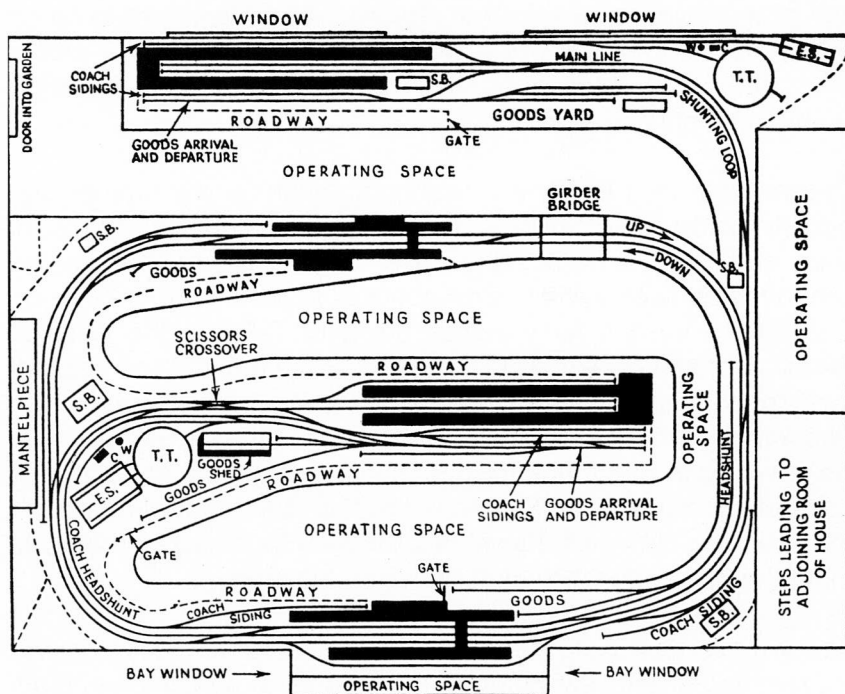 WINDOW
WINDOW
DOOR INTO GARDEN
COACH
SIDINGS
S.B.
MAIN LINE
W
C
E.S.
T.T.
ROADWAY
GOODS YARD
GOODS ARRIVAL
AND DEPARTURE
GATE
SHUNTING LOOP
OPERATING SPACE
GIRDER
BRIDGE
UP
DOWN
S.B.
S.B.
GOODS
ROADWAY
OPERATING SPACE
OPERATING SPACE
SCISSORS
CROSSOVER
ROADWAY
MANTELPIECE
S.B.
OPERATING
SPACE
HEADSHUNT
C
W
T.T.
E.S.
GOODS
SHED
GOODS
ROADWAY
COACH
SIDINGS
GOODS ARRIVAL
AND DEPARTURE
OPERATING SPACE
STEPS LEADING TO
ADJOINING ROOM
OF HOUSE
COACH HEADSHUNT
GATE
GATE
ROADWAY
COACH
SIDING
GOODS
COACH SIDING
S.B.
BAY WINDOW
BAY WINDOW
OPERATING SPACE